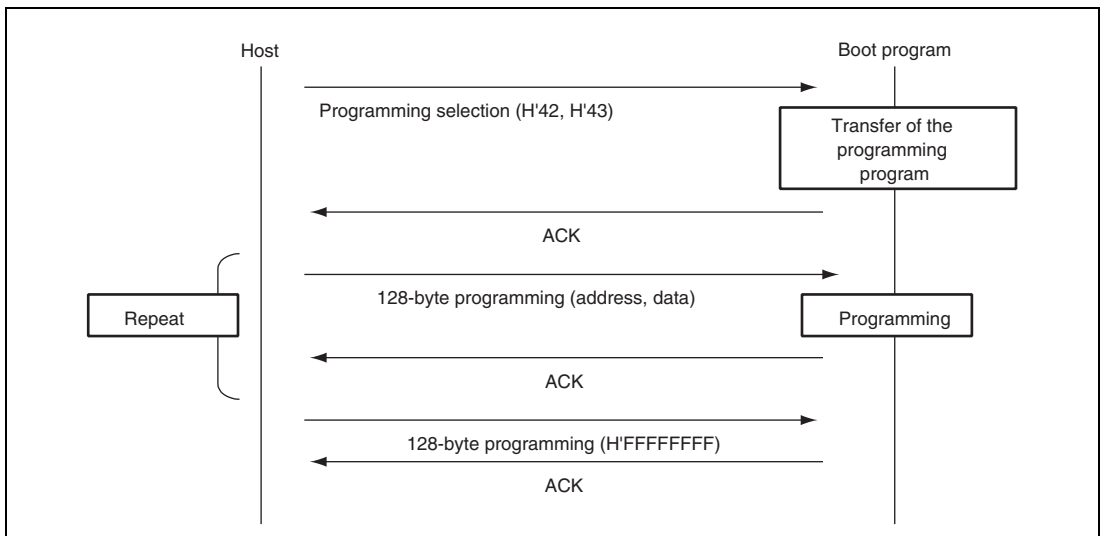 Host
Boot program
Programming selection (H'42, H'43)
Transfer of the
programming
program
ACK
128-byte programming (address, data)
Repeat
Programming
ACK
128-byte programming (H'FFFFFFFF)
ACK